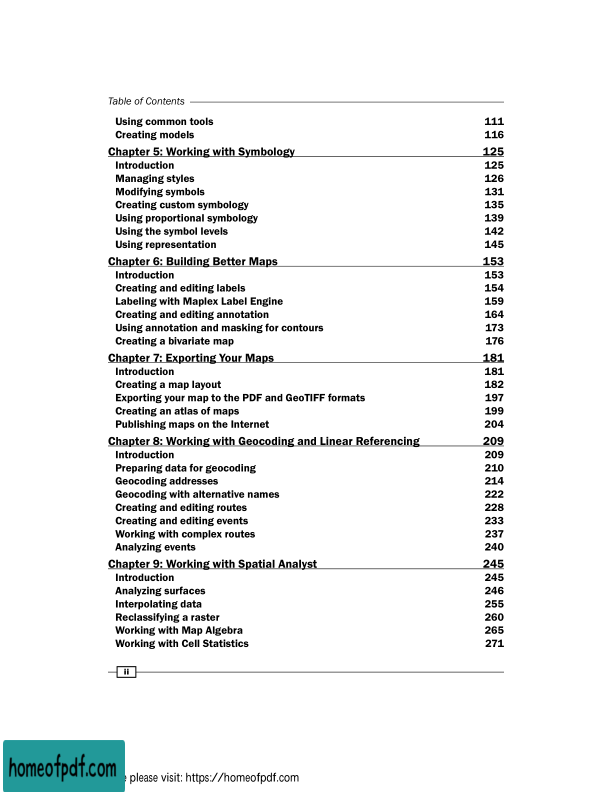 Table of Contents
Using common tools 111
Creating models 116
Chapter 5: Working with Symbology 125
Introduction 125
Managing styles 126
Modifying symbols 131
Creating custom symbology 135
Using proportional symbology 139
Using the symbol levels 142
Using representation 145
Chapter 6: Building Better Maps 153
Introduction 153
Creating and editing labels 154
Labeling with Maplex Label Engine 159
Creating and editing annotation 164
Using annotation and masking for contours 173
Creating a bivariate map 176
Chapter 7: Exporting Your Maps 181
Introduction 181
Creating a map layout 182
Exporting your map to the PDF and GeoTIFF formats 197
Creating an atlas of maps 199
Publishing maps on the Internet 204
Chapter 8: Working with Geocoding and Linear Referencing 209
Introduction 209
Preparing data for geocoding 210
Geocoding addresses 214
Geocoding with alternative names 222
Creating and editing routes 228
Creating and editing events 233
Working with complex routes 237
Analyzing events 240
Chapter 9: Working with Spatial Analyst 245
Introduction 245
Analyzing surfaces 246
Interpolating data 255
Reclassifying a raster 260
Working with Map Algebra 265
Working with Cell Statistics 271
ii
homeofpdf.com
please visit: https://homeofpdf.com